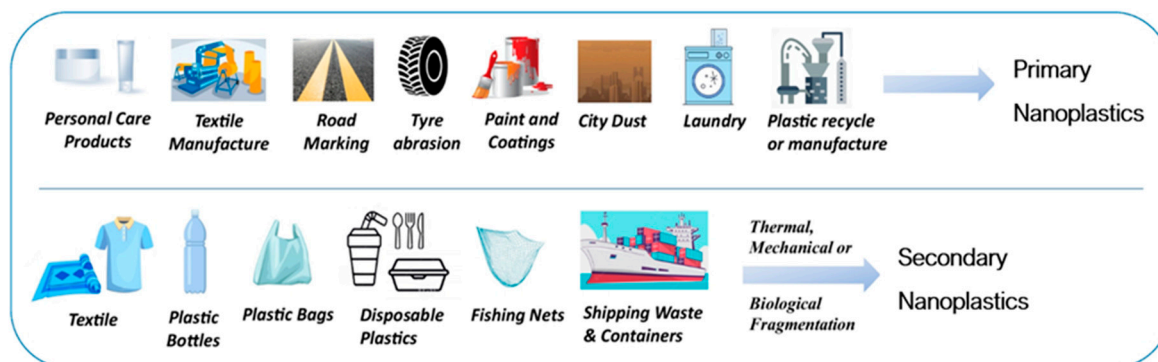 Personal Care
Products
Textile
Manufacture
Road
Marking
Tyre
abrasion
Paint and
Coatings
City Dust
Laundry
Plastic recycle
or manufacture
Primary
Nanoplastics
Textile
Plastic
Bottles
Plastic Bags
Disposable
Plastics
Fishing Nets
Shipping Waste
& Containers
Thermal,
Mechanical or
Biological
Fragmentation
Secondary
Nanoplastics